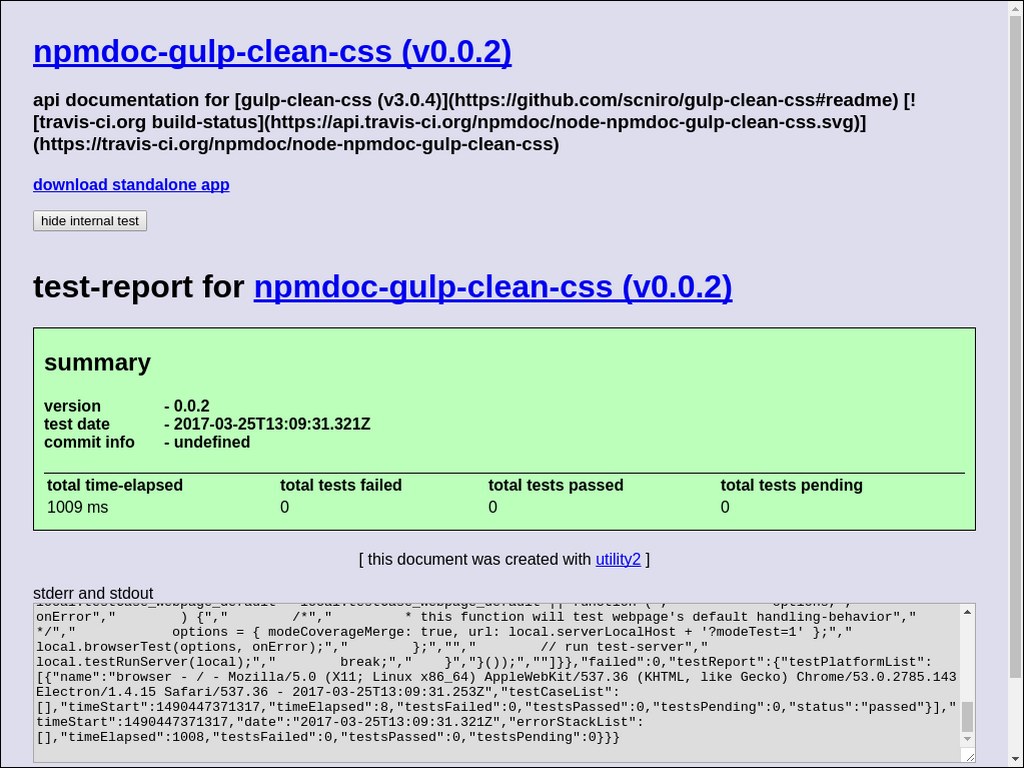 npmdoc-gulp-clean-css (v0.0.2)
api documentation for [gulp-clean-css (v3.0.4)](https://github.com/scniro/gulp-clean-css#readme) [!
[travis-ci.org build-status](https://api.travis-ci.org/npmdoc/node-npmdoc-gulp-clean-css.svg)]
(https://travis-ci.org/npmdoc/node-npmdoc-gulp-clean-css)
download standalone app
hide internal test
test-report for npmdoc-gulp-clean-css (v0.0.2)
summary
version - 0.0.2
test date - 2017-03-25T13:09:31.321Z
commit info - undefined
total time-elapsed total tests failed total tests passed total tests pending
1009 ms 0 0 0
[ this document was created with utility2 ]
stderr and stdout
onError","        ) {","        /*","         * this function will test webpage's default handling-behavior","
*/","         options = { modeCoverageMerge: true, url: local.serverLocalHost + '?modeTest=1' };","
local.browserTest(options, onError);","        };","","        // run test-server","
local.testRunServer(local);","        break;","    }","}());",""]}},"failed":0,"testReport":{"testPlatformList":
[{"name":"browser - / - Mozilla/5.0 (X11; Linux x86_64) AppleWebKit/537.36 (KHTML, like Gecko) Chrome/53.0.2785.143
Electron/1.4.15 Safari/537.36 - 2017-03-25T13:09:31.253Z","testCaseList":
[],"timeStart":1490447371317,"timeElapsed":8,"testsFailed":0,"testsPassed":0,"testsPending":0,"status":"passed"}],"
timeStart":1490447371317,"date":"2017-03-25T13:09:31.321Z","errorStackList":
[],"timeElapsed":1008,"testsFailed":0,"testsPassed":0,"testsPending":0}}}